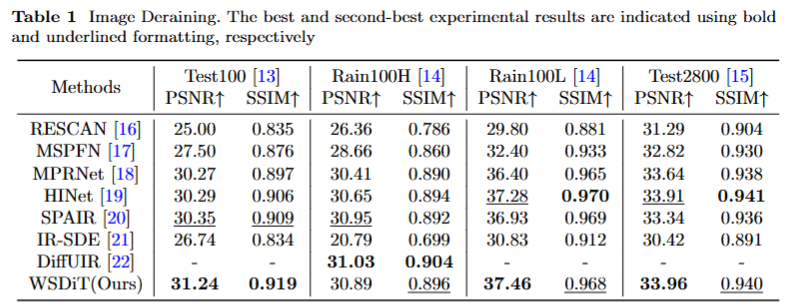 Table 1 Image Deraining. The best and second-best experimental results are indicated using bold
and underlined formatting, respectively
Methods Test100 [13] Rain100H [14] Rain100L [14] Test2800 [15]
PSNR↑ SSIM↑ PSNR↑ SSIM↑ PSNR↑ SSIM↑ PSNR↑ SSIM↑
RESCAN [16] 25.00 0.835 26.36 0.786 29.80 0.881 31.29 0.904
MSPFN [17] 27.50 0.876 28.66 0.860 32.40 0.933 32.82 0.930
MPRNet [18] 30.27 0.897 30.41 0.890 36.40 0.965 33.64 0.938
HINet [19] 30.29 0.906 30.65 0.894 37.28 0.970 33.91 0.941
SPAIR [20] 30.35 0.909 30.95 0.892 36.93 0.969 33.34 0.936
IR-SDE [21] 26.74 0.834 20.79 0.699 30.83 0.912 30.42 0.891
DiffUIR [22] - - 31.03 0.904 - - - -
WSDiT(Ours) 31.24 0.919 30.89 0.896 37.46 0.968 33.96 0.940